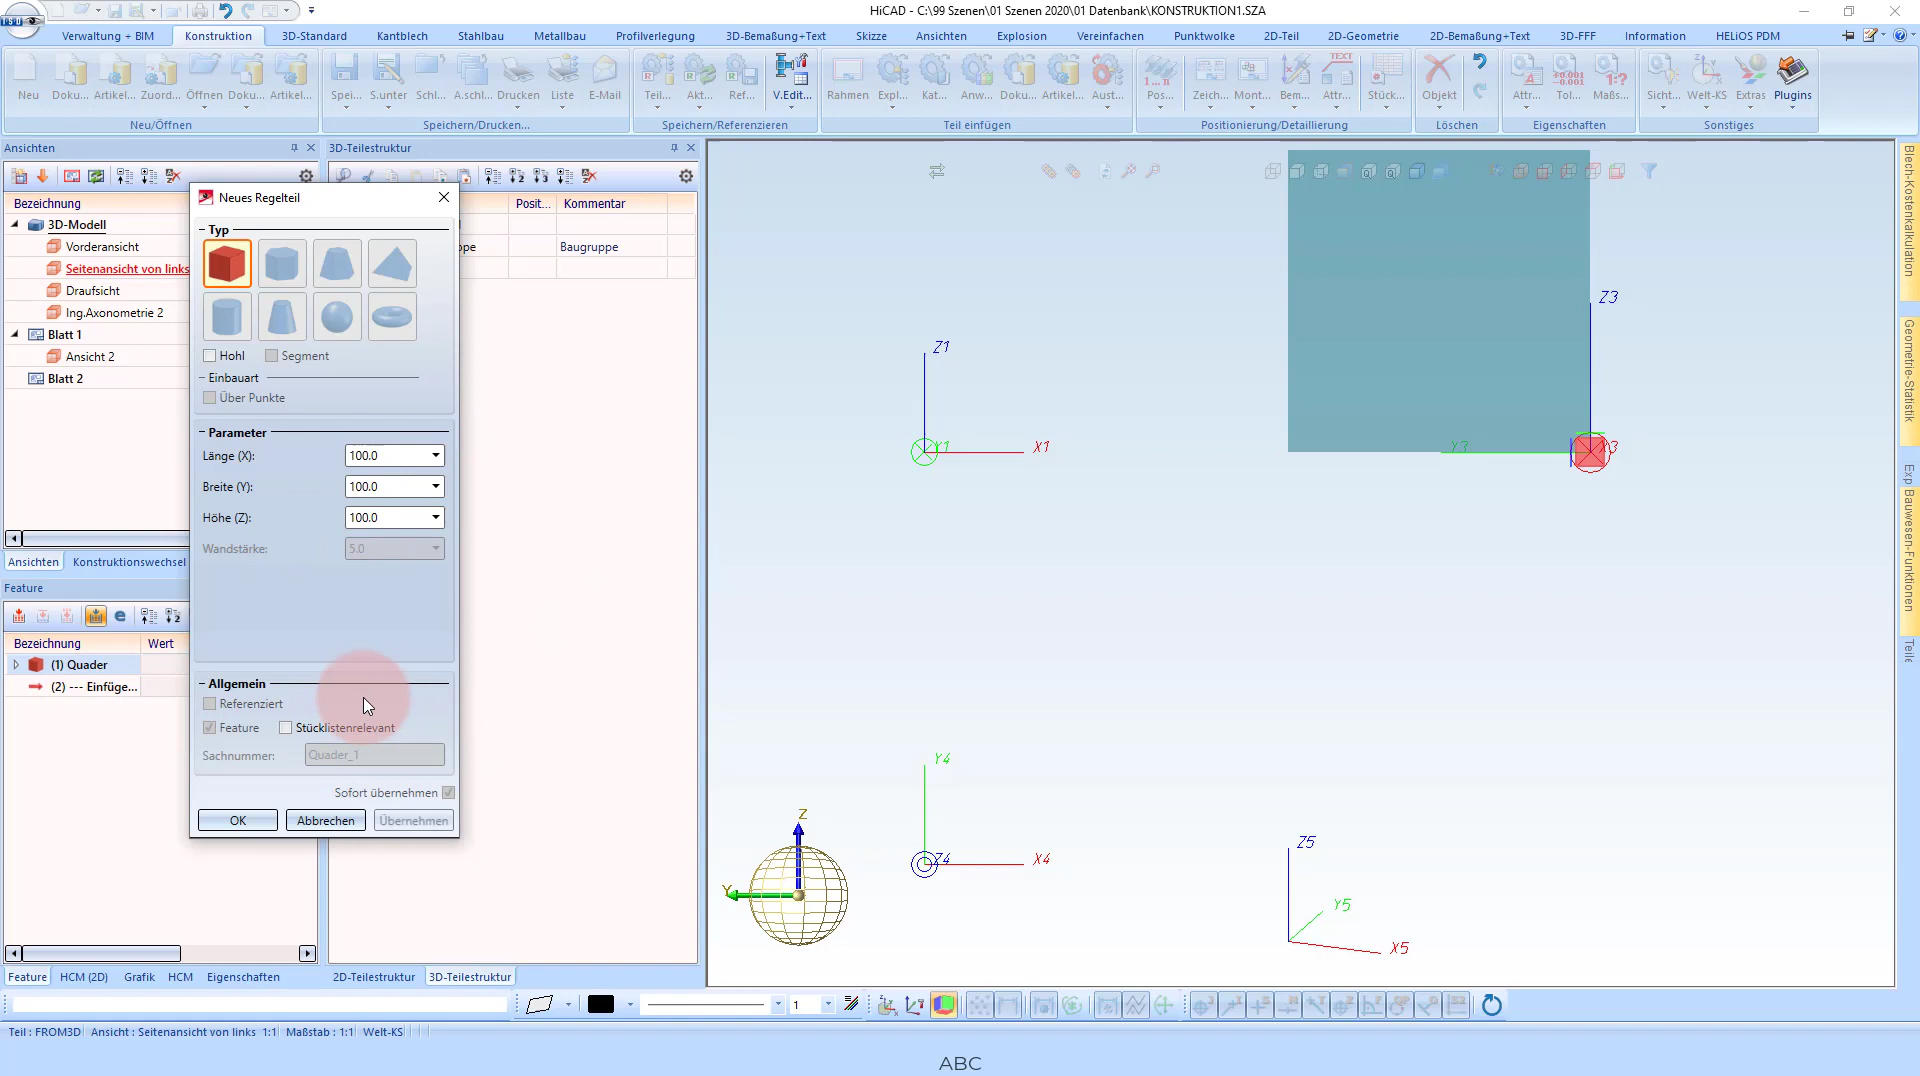 HiCAD - C:\99 Szenen\01 Szenen 2020\01 Datenbank\KONSTRUKTION1.SZA
ISD
Verwaltung + BIM Konstruktion 3D-Standard Kantblech Stahlbau Metallbau Profilverlegung 3D-Bemaßung+Text Skizze Ansichten Explosion Vereinfachen Punktwolke 2D-Teil 2D-Geometrie 2D-Bemaßung+Text 3D-FFF Information HELiOS PDM
Neu Doku... Artikel... Zuord... Öffnen Doku... Artikel... Spei... S.unter Schl... A.schl... Drucken Liste E-Mail Teil... Akt... Ref... V.Edit... Rahmen Expl... Kat... Anw... Doku... Artikel... Aust... Pos... Zeich... Mont... Bem... Attr... Stück... Objekt Attr... Tol... Maßs... Sicht... Welt-KS Extras Plugins
Neu/Öffnen Speichern/Drucken... Speichern/Referenzieren Teil einfügen Positionierung/Detaillierung Löschen Eigenschaften Sonstiges
Ansichten 3D-Teilestruktur
Bezeichnung Posit... Kommentar
3D-Modell
Vorderansicht ppe Baugruppe
Seitenansicht von links
Draufsicht
Ing.Axonometrie 2
Blatt 1
Ansicht 2
Blatt 2
Ansichten Konstruktionswechsel
Feature
Bezeichnung Wert
(1) Quader
(2) --- Einfüge...
Feature HCM (2D) Grafik HCM Eigenschaften 2D-Teilestruktur 3D-Teilestruktur
Neues Regelteil
Typ
Hohl Segment
Einbauart
Über Punkte
Parameter
Länge (X): 100.0
Breite (Y): 100.0
Höhe (Z): 100.0
Wandstärke: 5.0
Allgemein
Referenziert
Feature Stücklistenrelevant
Sachnummer: Quader_1
Sofort übernehmen
OK Abbrechen Übernehmen
Z1
Y1
X1
Z3
Y3
X3
Y4
Z4
X4
Z5
Y5
X5
Z
Y
Blech-Kostenkalkulation
Geometrie-Statistik
Exp
Bauwesen-Funktionen
Teile
1
Teil : FROM3D Ansicht : Seitenansicht von links 1:1 Maßstab : 1:1 Welt-KS
ABC